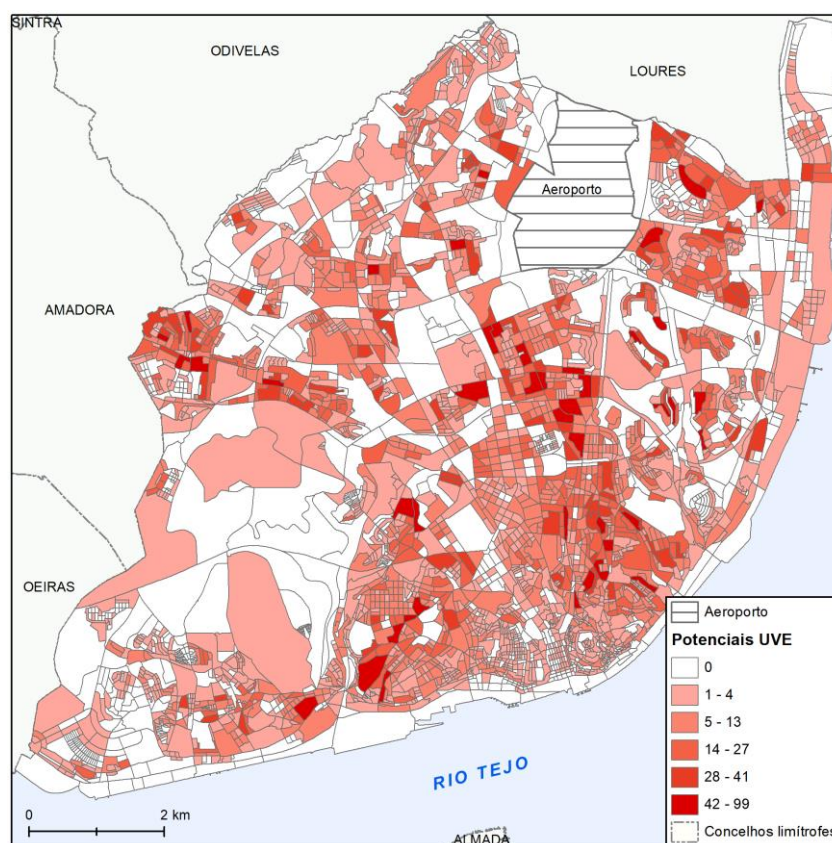 SINTRA
ODIVELAS
LOURES
Aeroporto
AMADORA
OEIRAS
RIO TEJO
ALMADA
0 2 km
Aeroporto
Potenciais UVE
0
1 - 4
5 - 13
14 - 27
28 - 41
42 - 99
Concelhos limítrofes